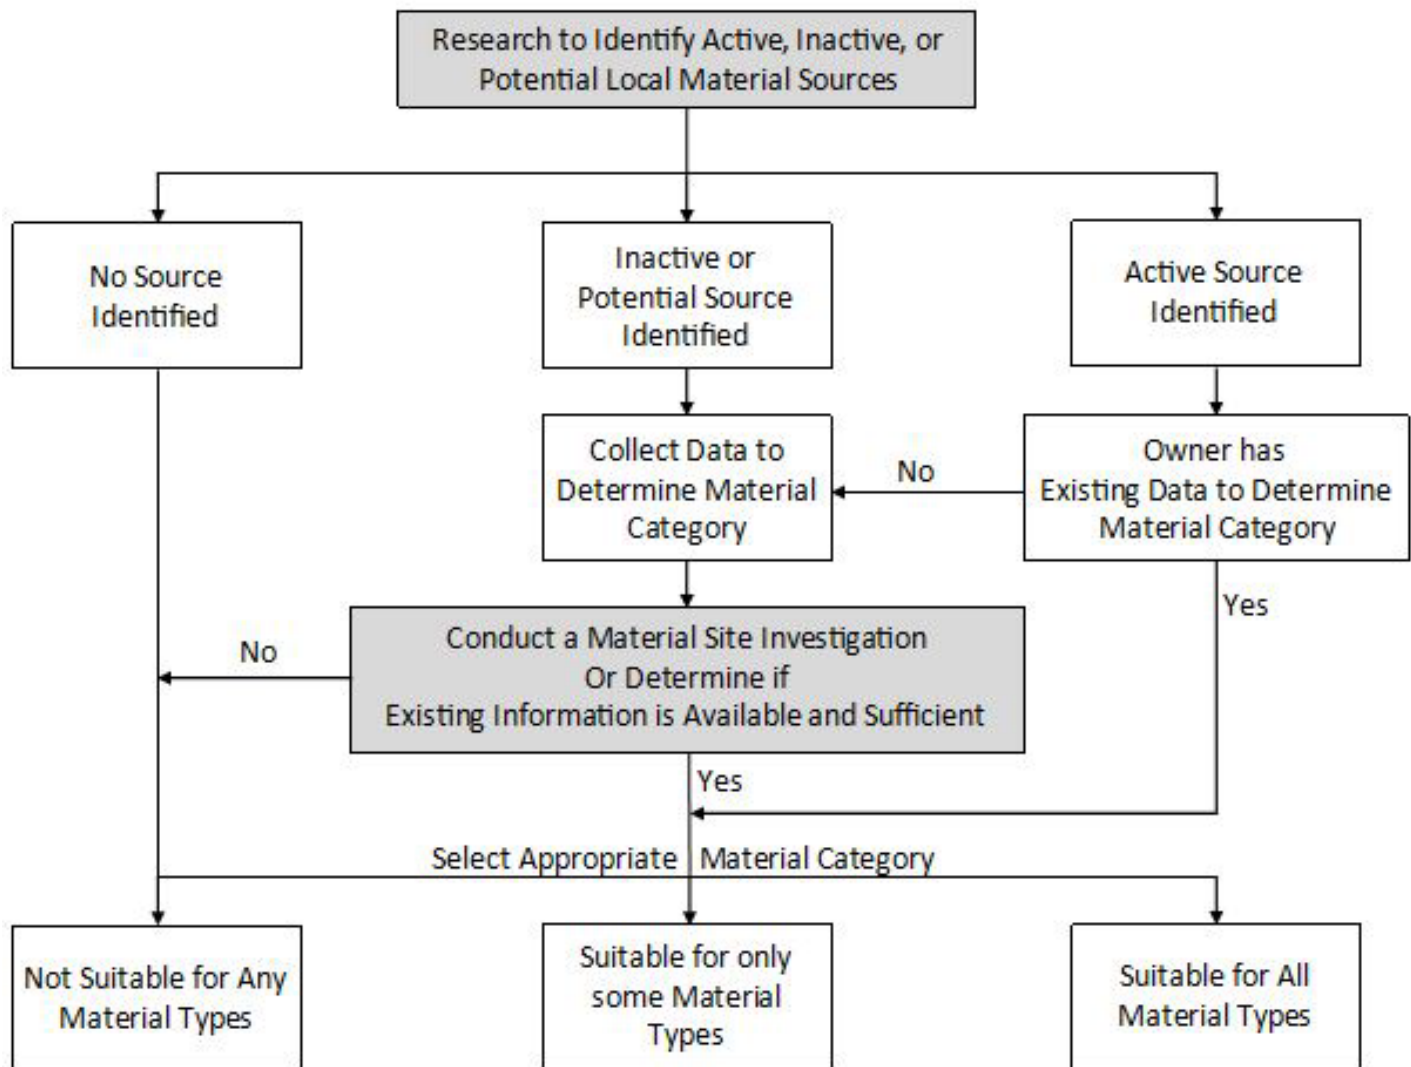 Research to Identify Active, Inactive, or
Potential Local Material Sources
No Source
Identified
Inactive or
Potential Source
Identified
Active Source
Identified
Collect Data to
Determine Material
Category
No
Owner has
Existing Data to Determine
Material Category
Yes
No
Conduct a Material Site Investigation
Or Determine if
Existing Information is Available and Sufficient
Yes
Select Appropriate Material Category
Not Suitable for Any
Material Types
Suitable for only
some Material
Types
Suitable for All
Material Types